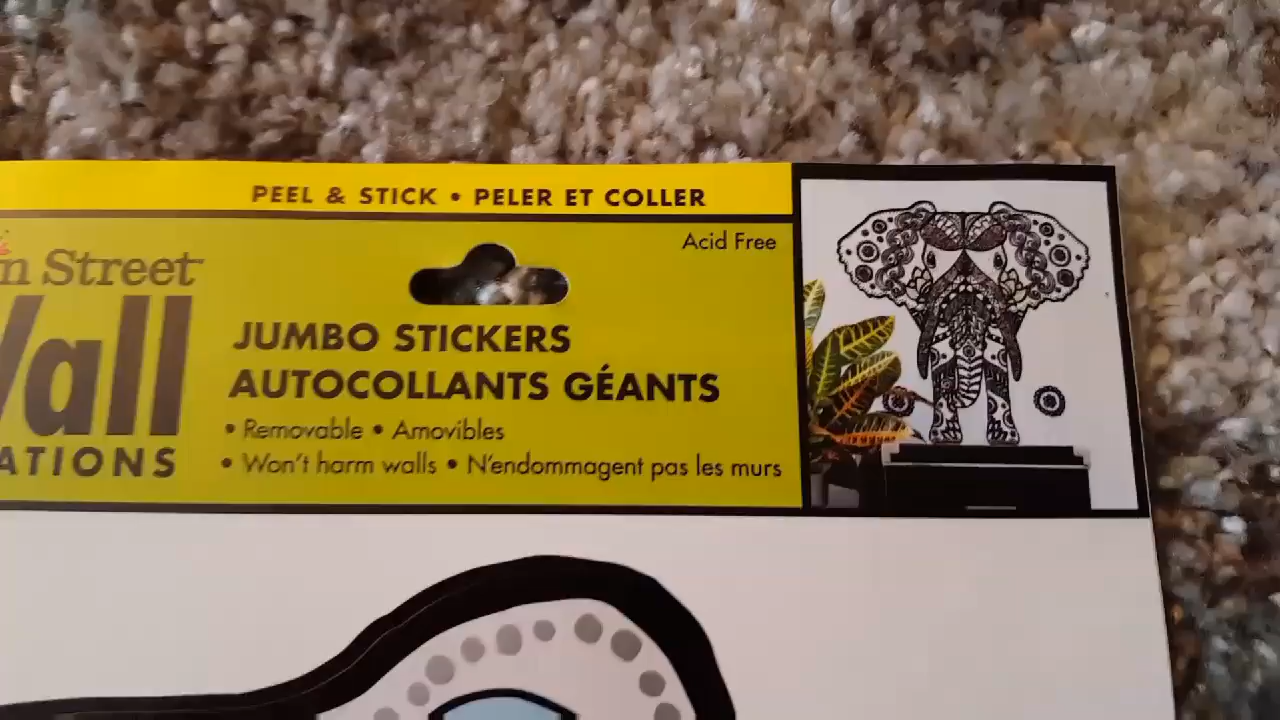 PEEL & STICK • PELER ET COLLER
Acid Free
n Street
all
ATIONS
JUMBO STICKERS
AUTOCOLLANTS GÉANTS
• Removable • Amovibles
• Won't harm walls • N'endommagent pas les murs